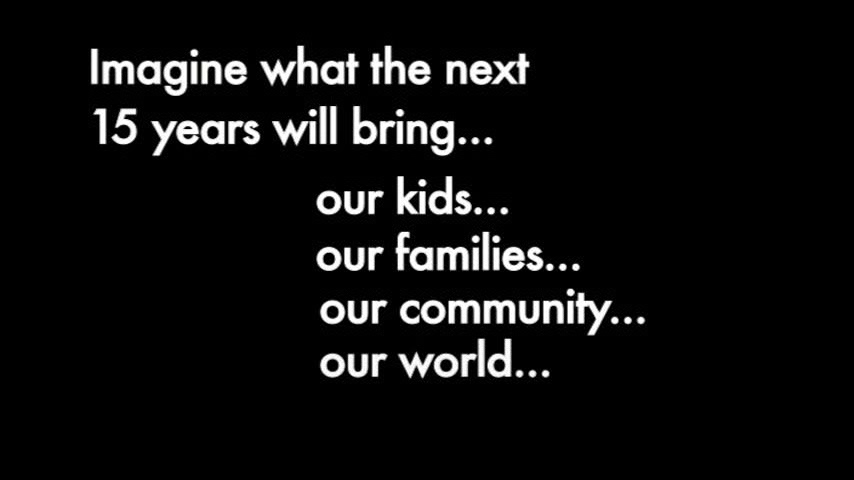 Imagine what the next
15 years will bring...
our kids...
our families...
our community...
our world...